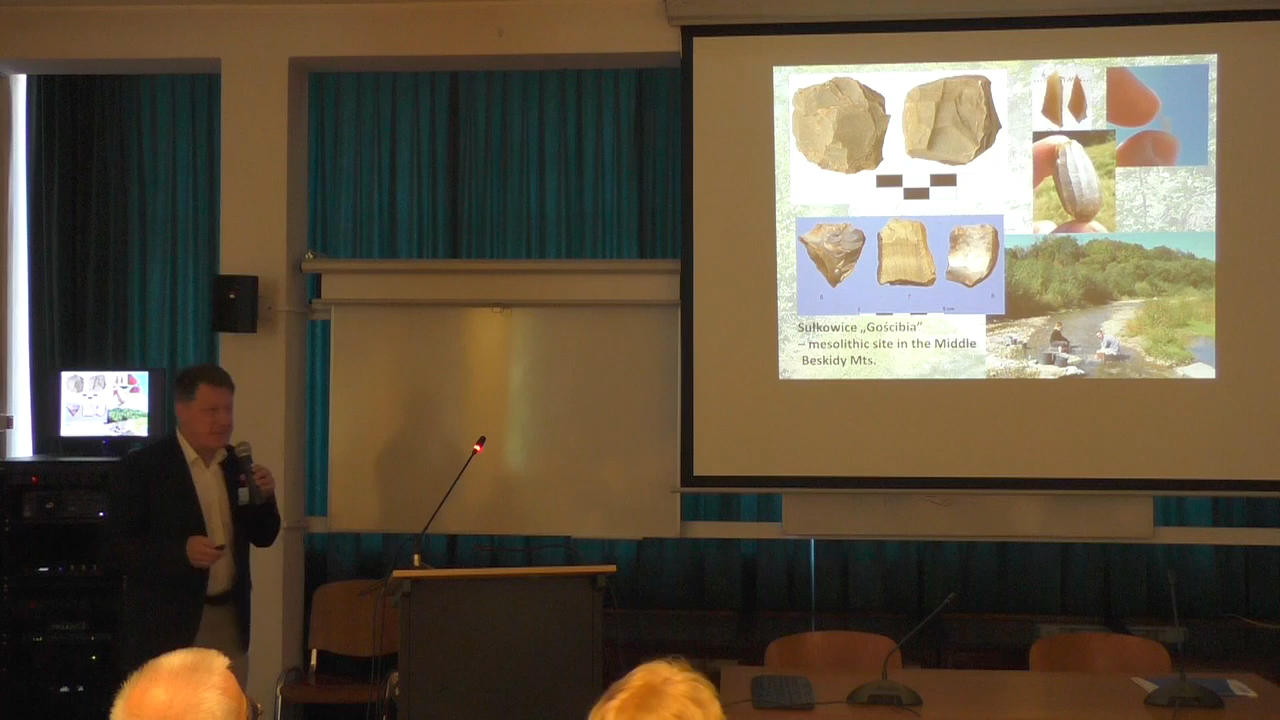 Sułkowice „Gościbia”
– mesolithic site in the Middle
Beskidy Mts.